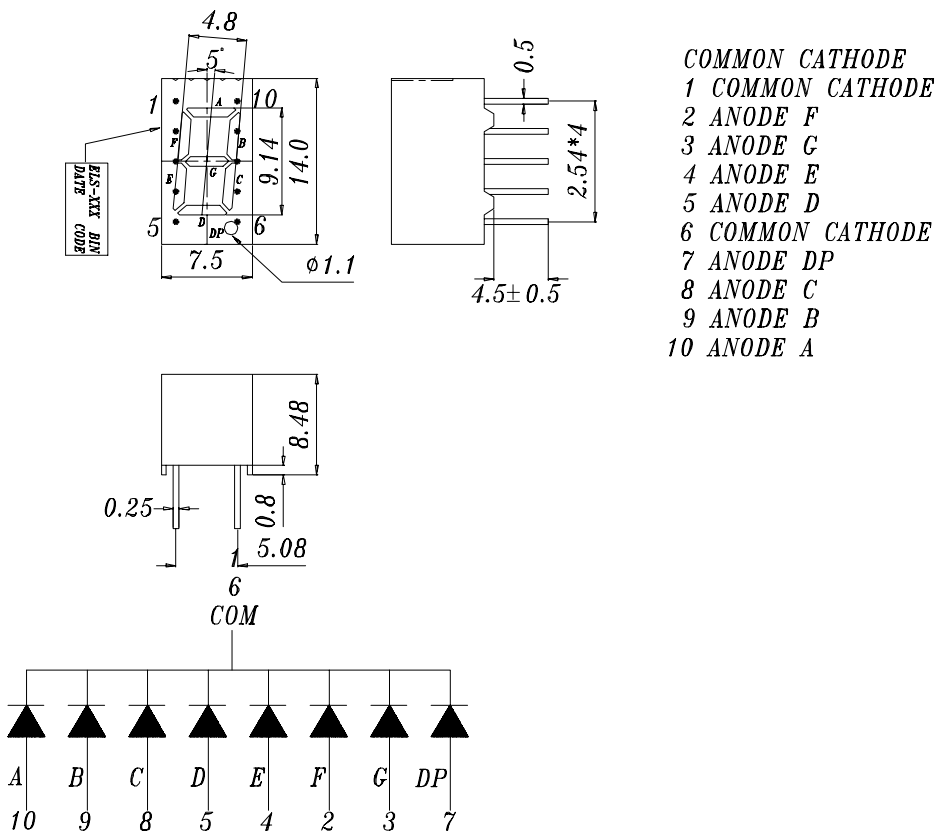 4.8
5°
1
10
A
F
B
G
E
C
D
DP
5
6
9.14
14.0
7.5
φ1.1
ELS-XXX BIN
DATE CODE
0.5
2.54*4
4.5±0.5
COMMON CATHODE
1 COMMON CATHODE
2 ANODE F
3 ANODE G
4 ANODE E
5 ANODE D
6 COMMON CATHODE
7 ANODE DP
8 ANODE C
9 ANODE B
10 ANODE A
8.48
0.25
0.8
5.08
1
6
COM
A B C D E F G DP
10 9 8 5 4 2 3 7